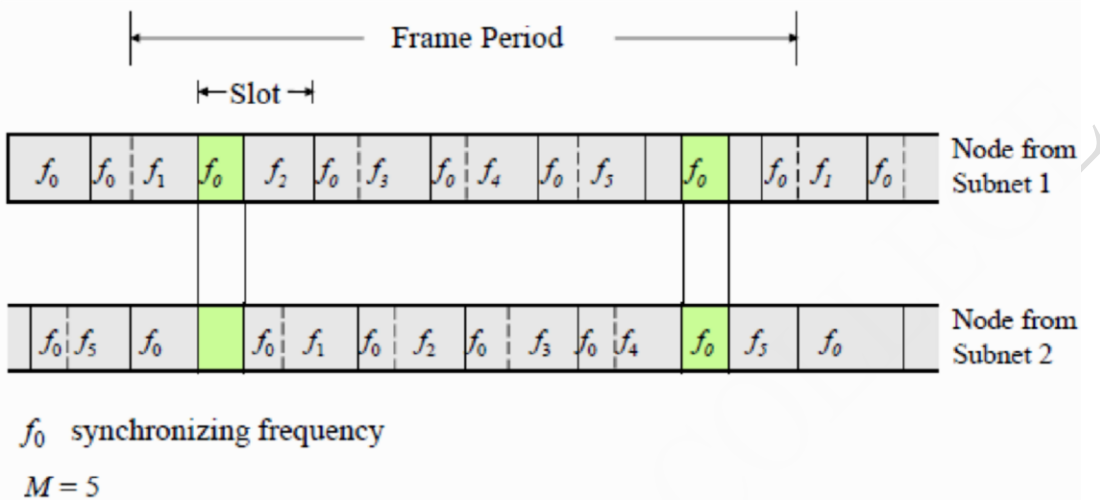 Frame Period
Slot
f₀ f₀ f₁ f₀ f₂ f₀ f₃ f₀ f₄ f₀ f₅ f₀ f₀ f₁ f₀
Node from
Subnet 1
f₀ f₅ f₀ f₀ f₁ f₀ f₂ f₀ f₃ f₀ f₄ f₀ f₅ f₀
Node from
Subnet 2
f₀ synchronizing frequency
M = 5